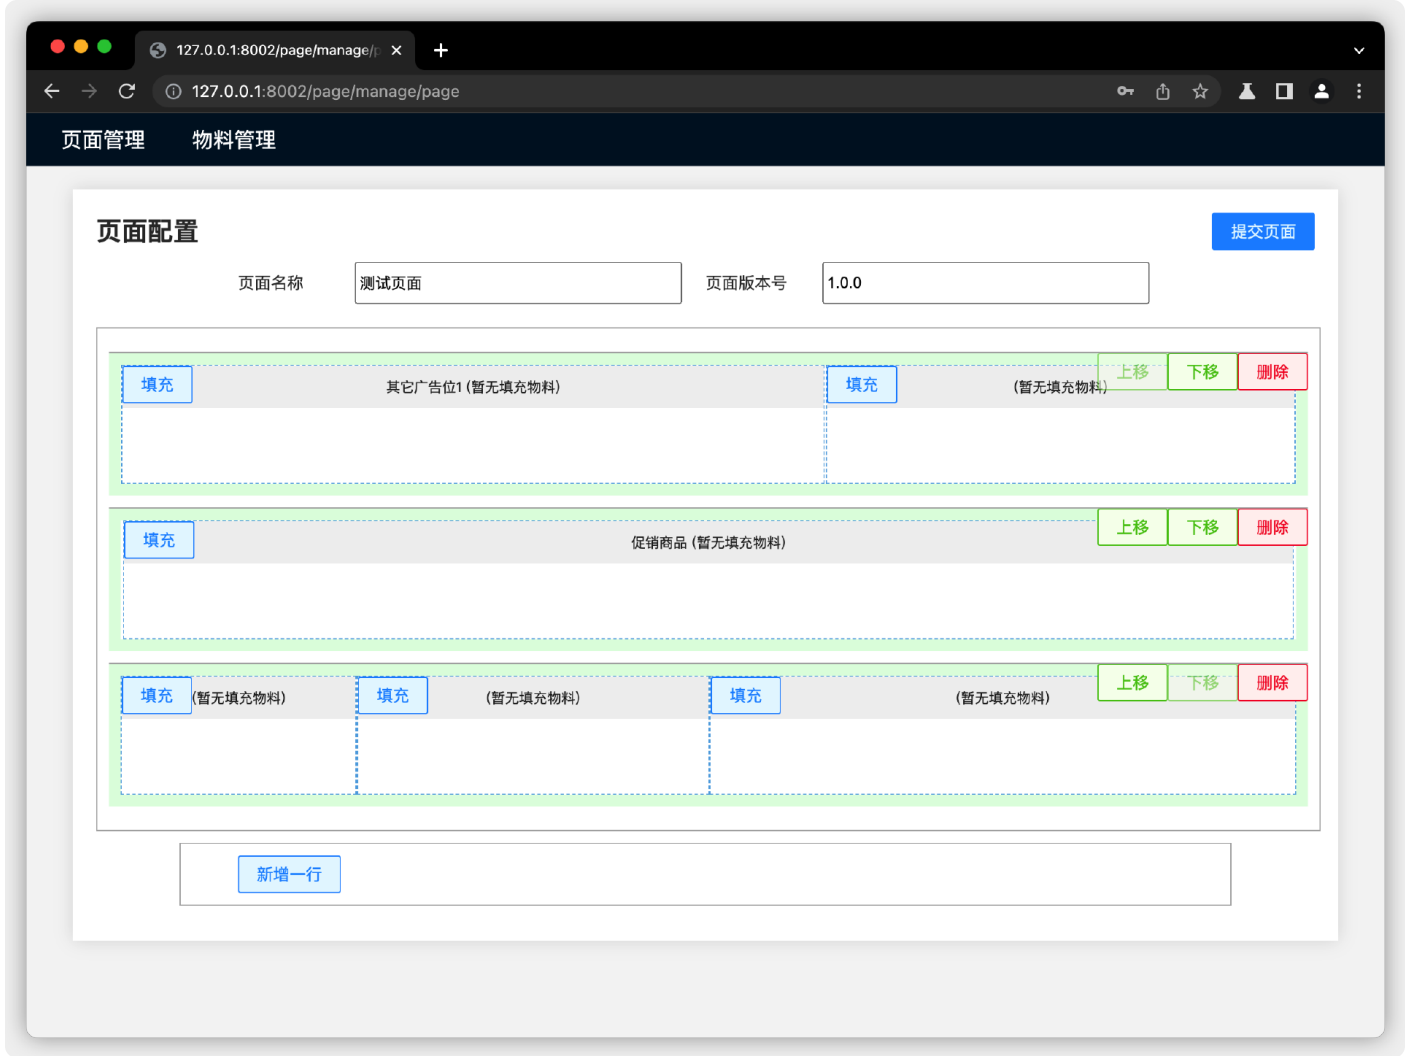 127.0.0.1:8002/page/manage/p
127.0.0.1:8002/page/manage/page
页面管理 物料管理
页面配置 提交页面
页面名称 测试页面 页面版本号 1.0.0
填充 其它广告位1 (暂无填充物料) 填充 (暂无填充物料) 上移 下移 删除
填充 促销商品 (暂无填充物料) 上移 下移 删除
填充 (暂无填充物料) 填充 (暂无填充物料) 填充 (暂无填充物料) 上移 下移 删除
新增一行